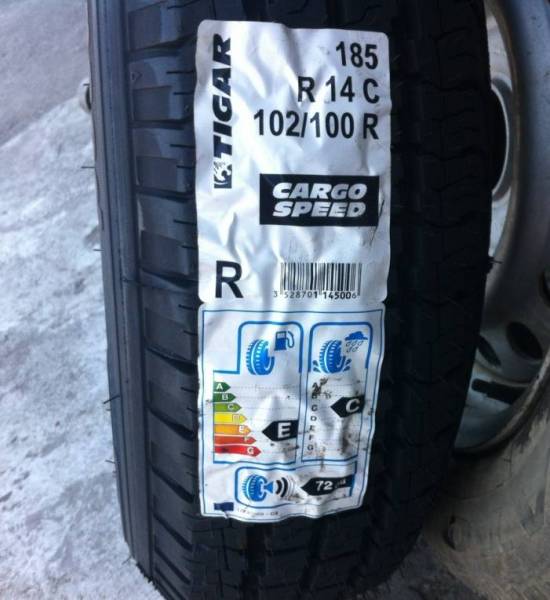 TIGAR
185
R 14 C
102/100 R
CARGO
SPEED
R
3 528701 145006
A
B
C
E
F
G
E
A
B
C
D
E
F
G
C
72